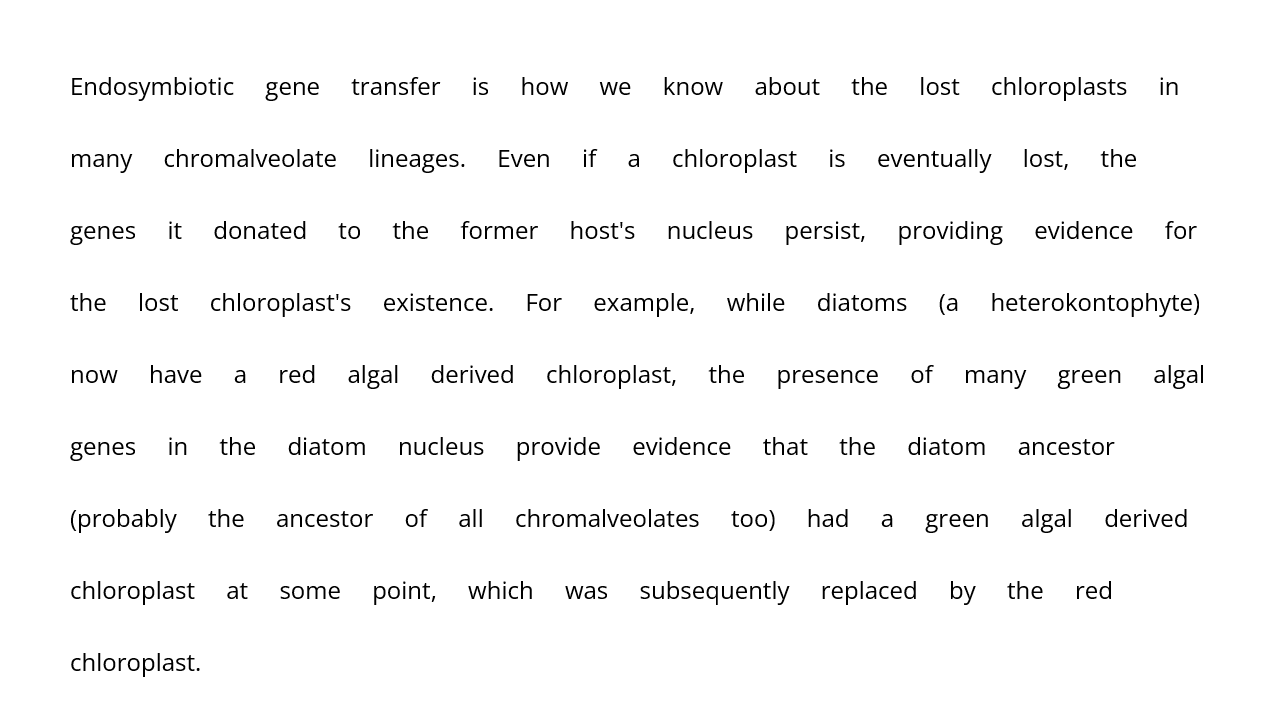 Endosymbiotic gene transfer is how we know about the lost chloroplasts in
many chromalveolate lineages. Even if a chloroplast is eventually lost, the
genes it donated to the former host's nucleus persist, providing evidence for
the lost chloroplast's existence. For example, while diatoms (a heterokontophyte)
now have a red algal derived chloroplast, the presence of many green algal
genes in the diatom nucleus provide evidence that the diatom ancestor
(probably the ancestor of all chromalveolates too) had a green algal derived
chloroplast at some point, which was subsequently replaced by the red
chloroplast.